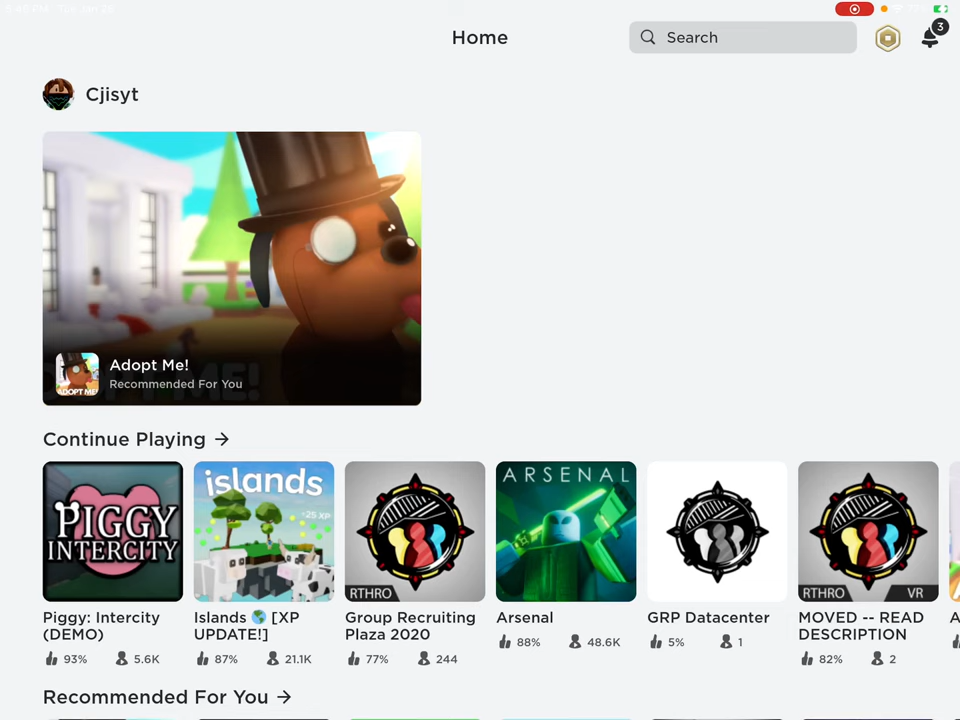 Home
Search
3
Cjisyt
Adopt Me!
Recommended For You
ADOPT ME!
Continue Playing →
PIGGY
INTERCITY
islands
+25 XP
RTHRO
ARSENAL
RTHRO VR
Piggy: Intercity
(DEMO)
93% 5.6K
Islands 🌎 [XP
UPDATE!]
87% 21.1K
Group Recruiting
Plaza 2020
77% 244
Arsenal
88% 48.6K
GRP Datacenter
5% 1
MOVED -- READ
DESCRIPTION
82% 2
A
Recommended For You →